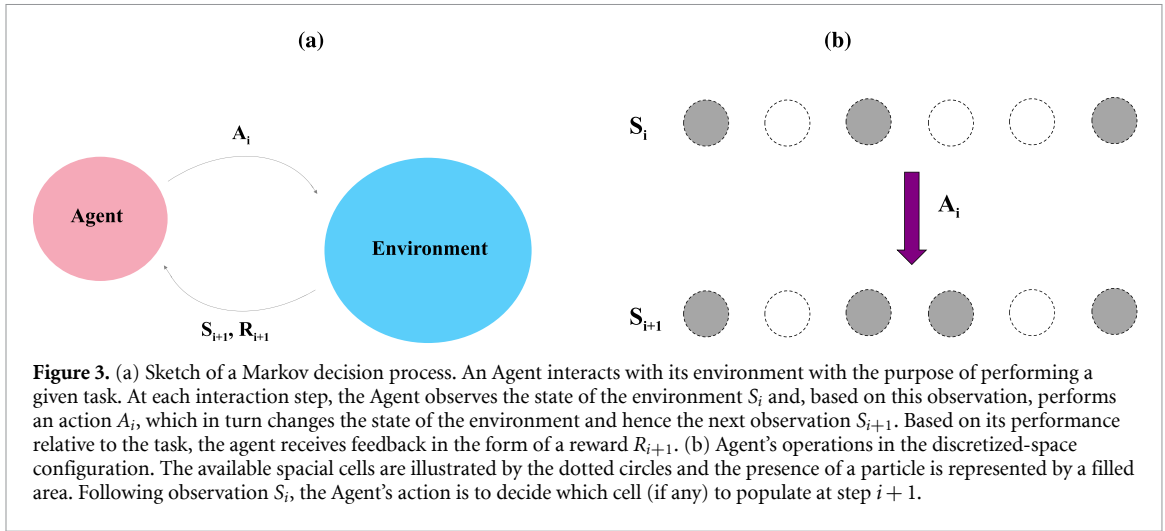 (a)
(b)
A_i
Agent
Environment
S_{i+1}, R_{i+1}
S_i
A_i
S_{i+1}
Figure 3. (a) Sketch of a Markov decision process. An Agent interacts with its environment with the purpose of performing a
given task. At each interaction step, the Agent observes the state of the environment S_i and, based on this observation, performs
an action A_i, which in turn changes the state of the environment and hence the next observation S_{i+1}. Based on its performance
relative to the task, the agent receives feedback in the form of a reward R_{i+1}. (b) Agent's operations in the discretized-space
configuration. The available spacial cells are illustrated by the dotted circles and the presence of a particle is represented by a filled
area. Following observation S_i, the Agent's action is to decide which cell (if any) to populate at step i + 1.